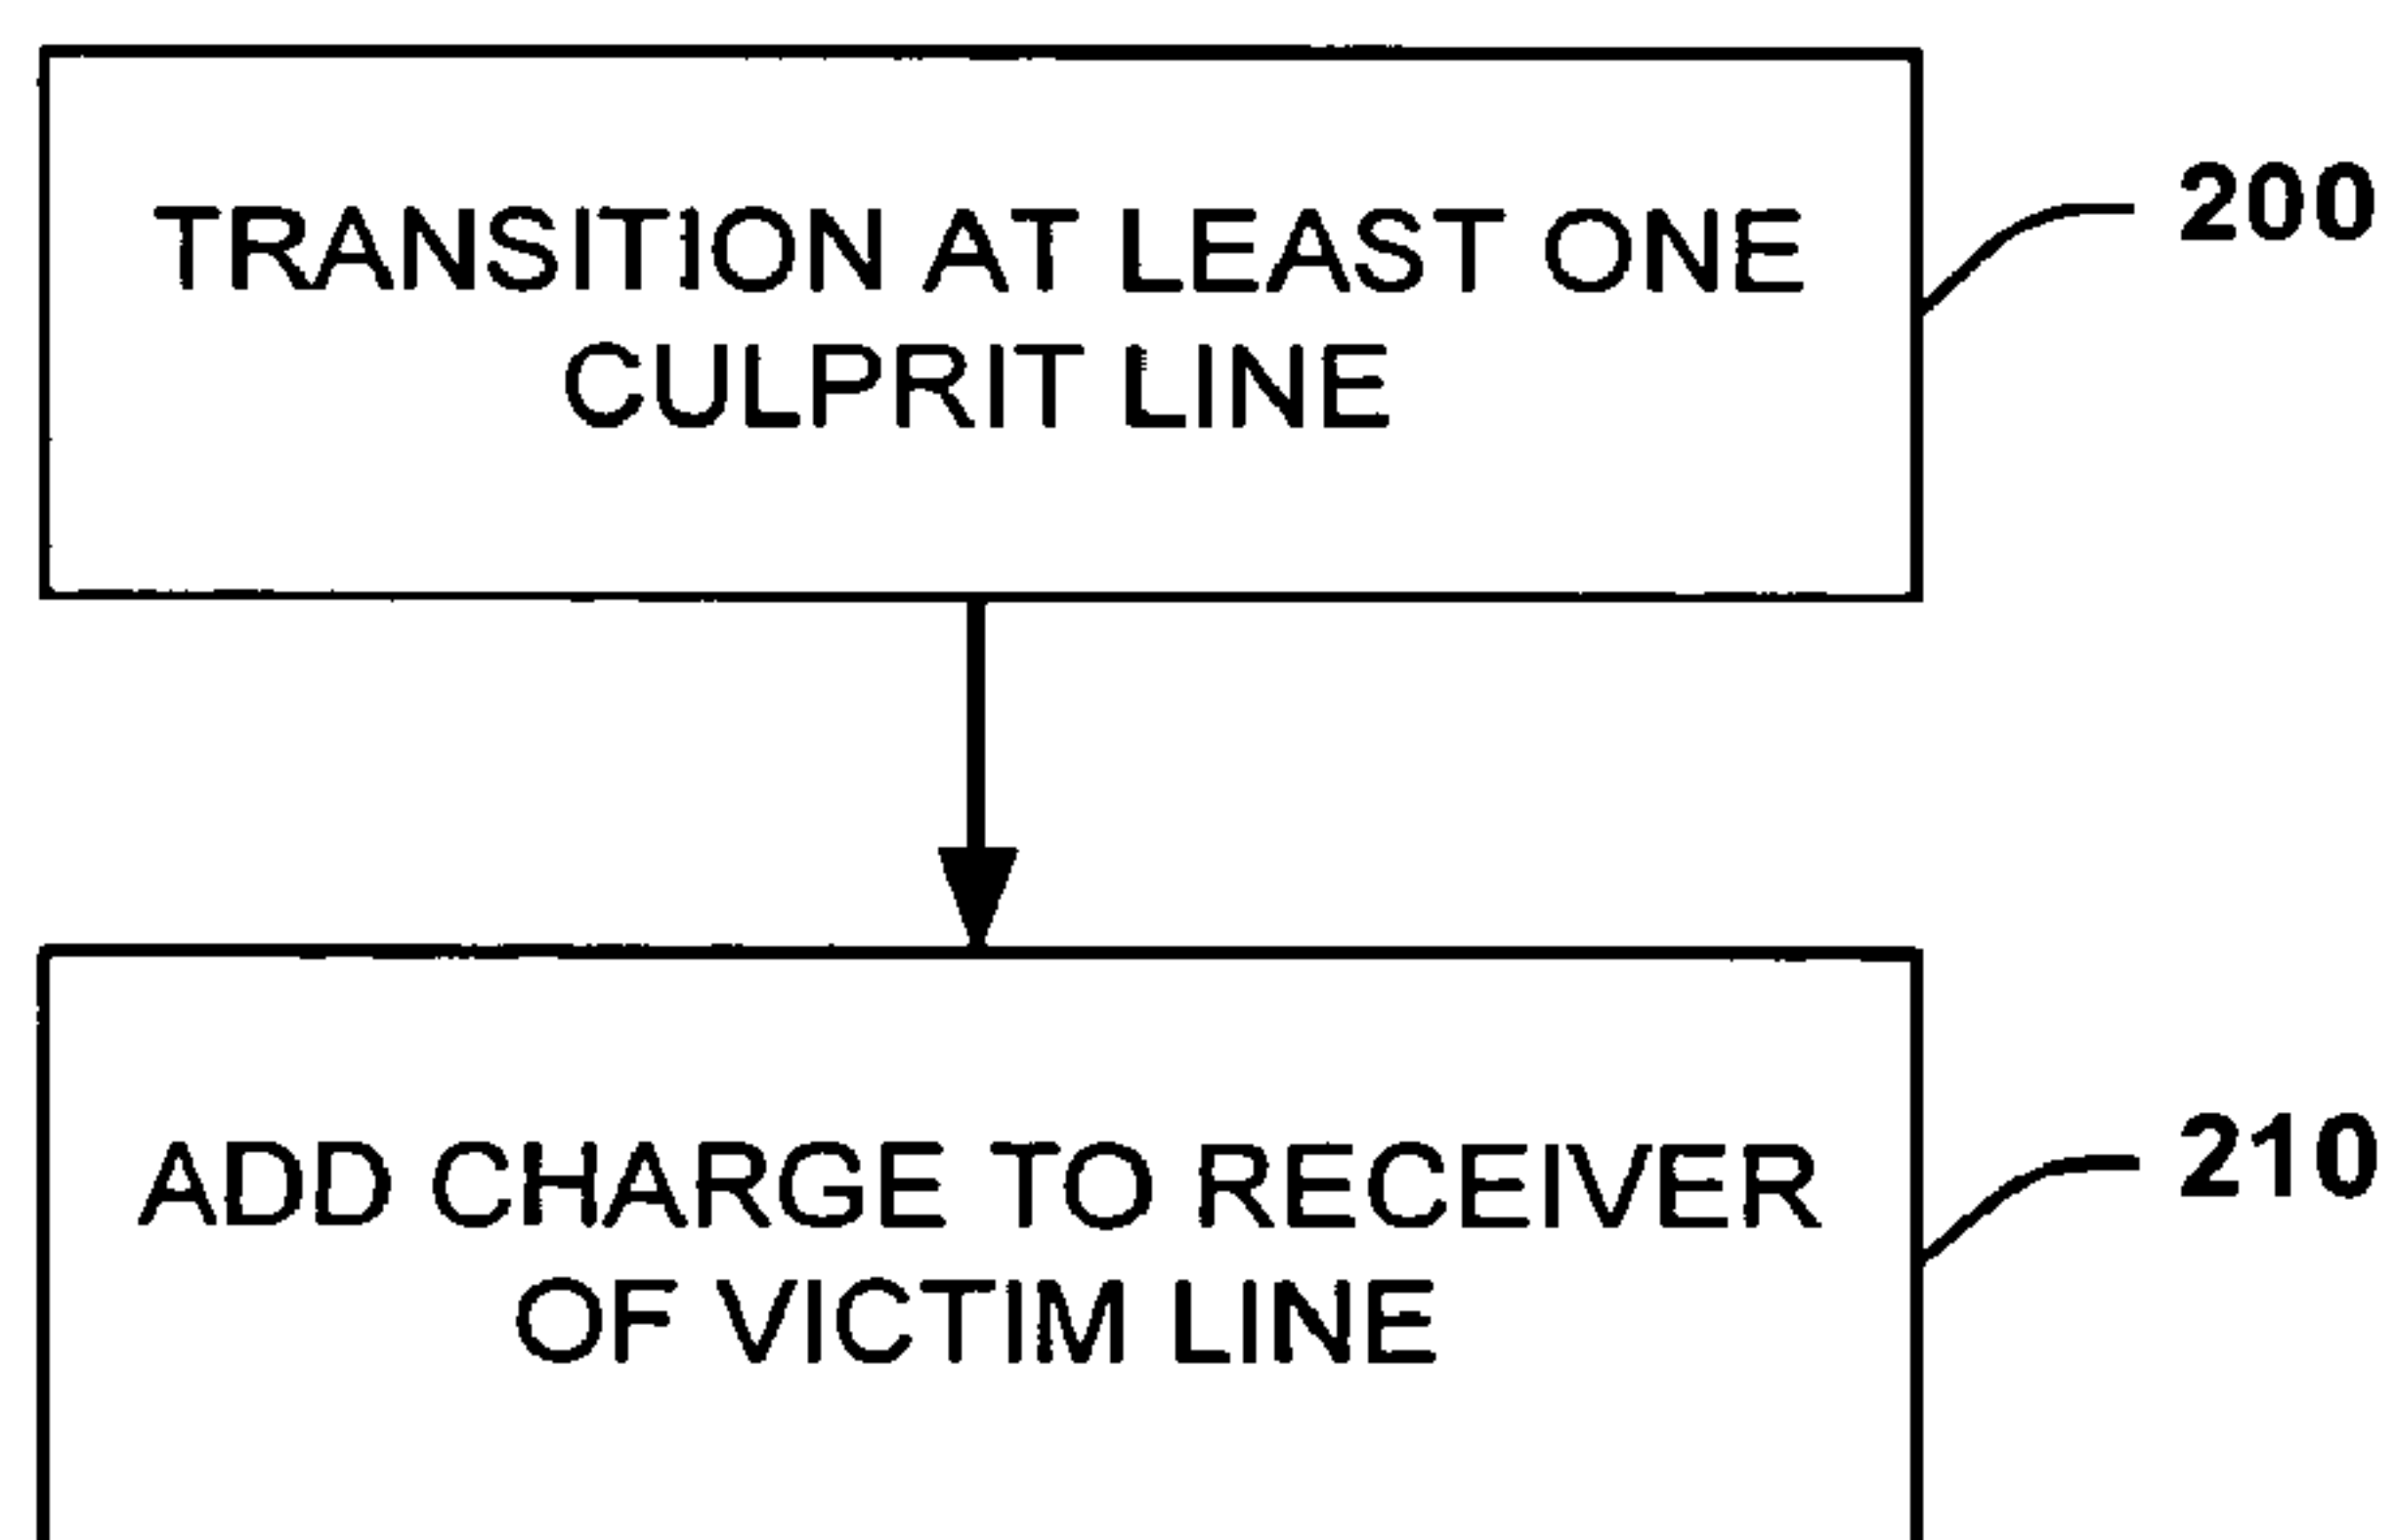 TRANSITION AT LEAST ONE
CULPRIT LINE
200
ADD CHARGE TO RECEIVER
OF VICTIM LINE
210